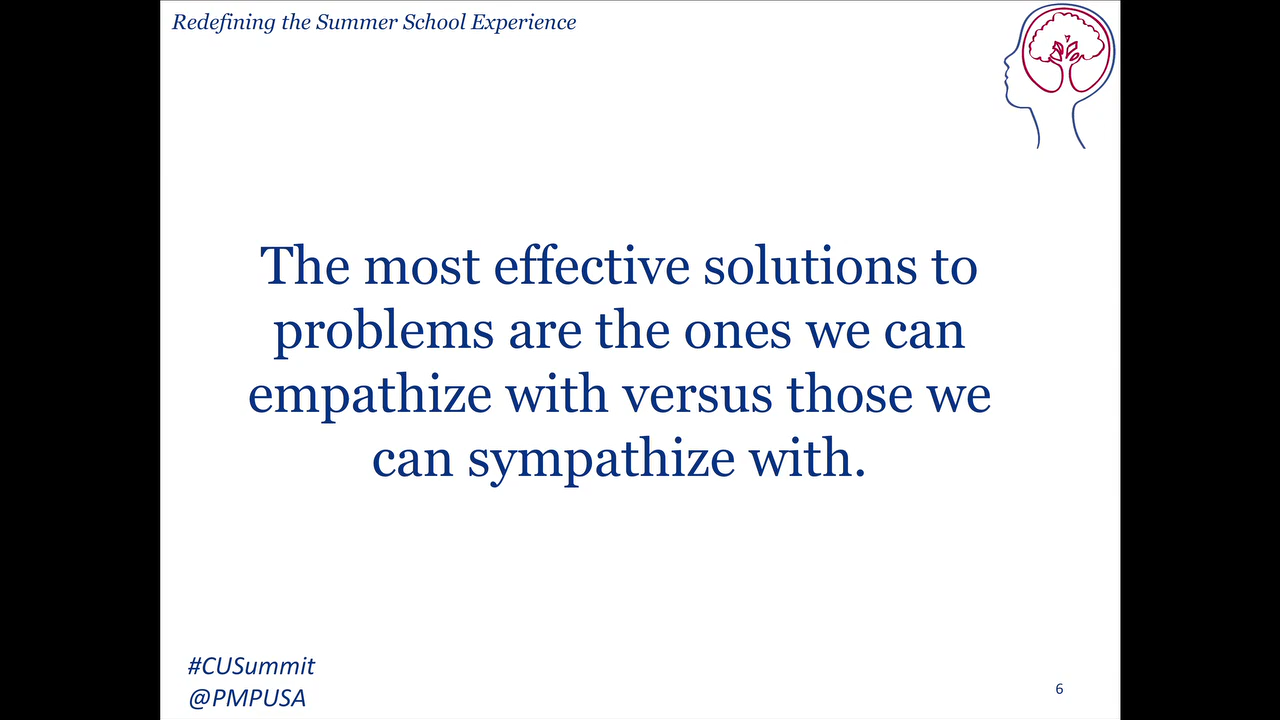 Redefining the Summer School Experience
The most effective solutions to
problems are the ones we can
empathize with versus those we
can sympathize with.
#CUSummit
@PMPUSA
6